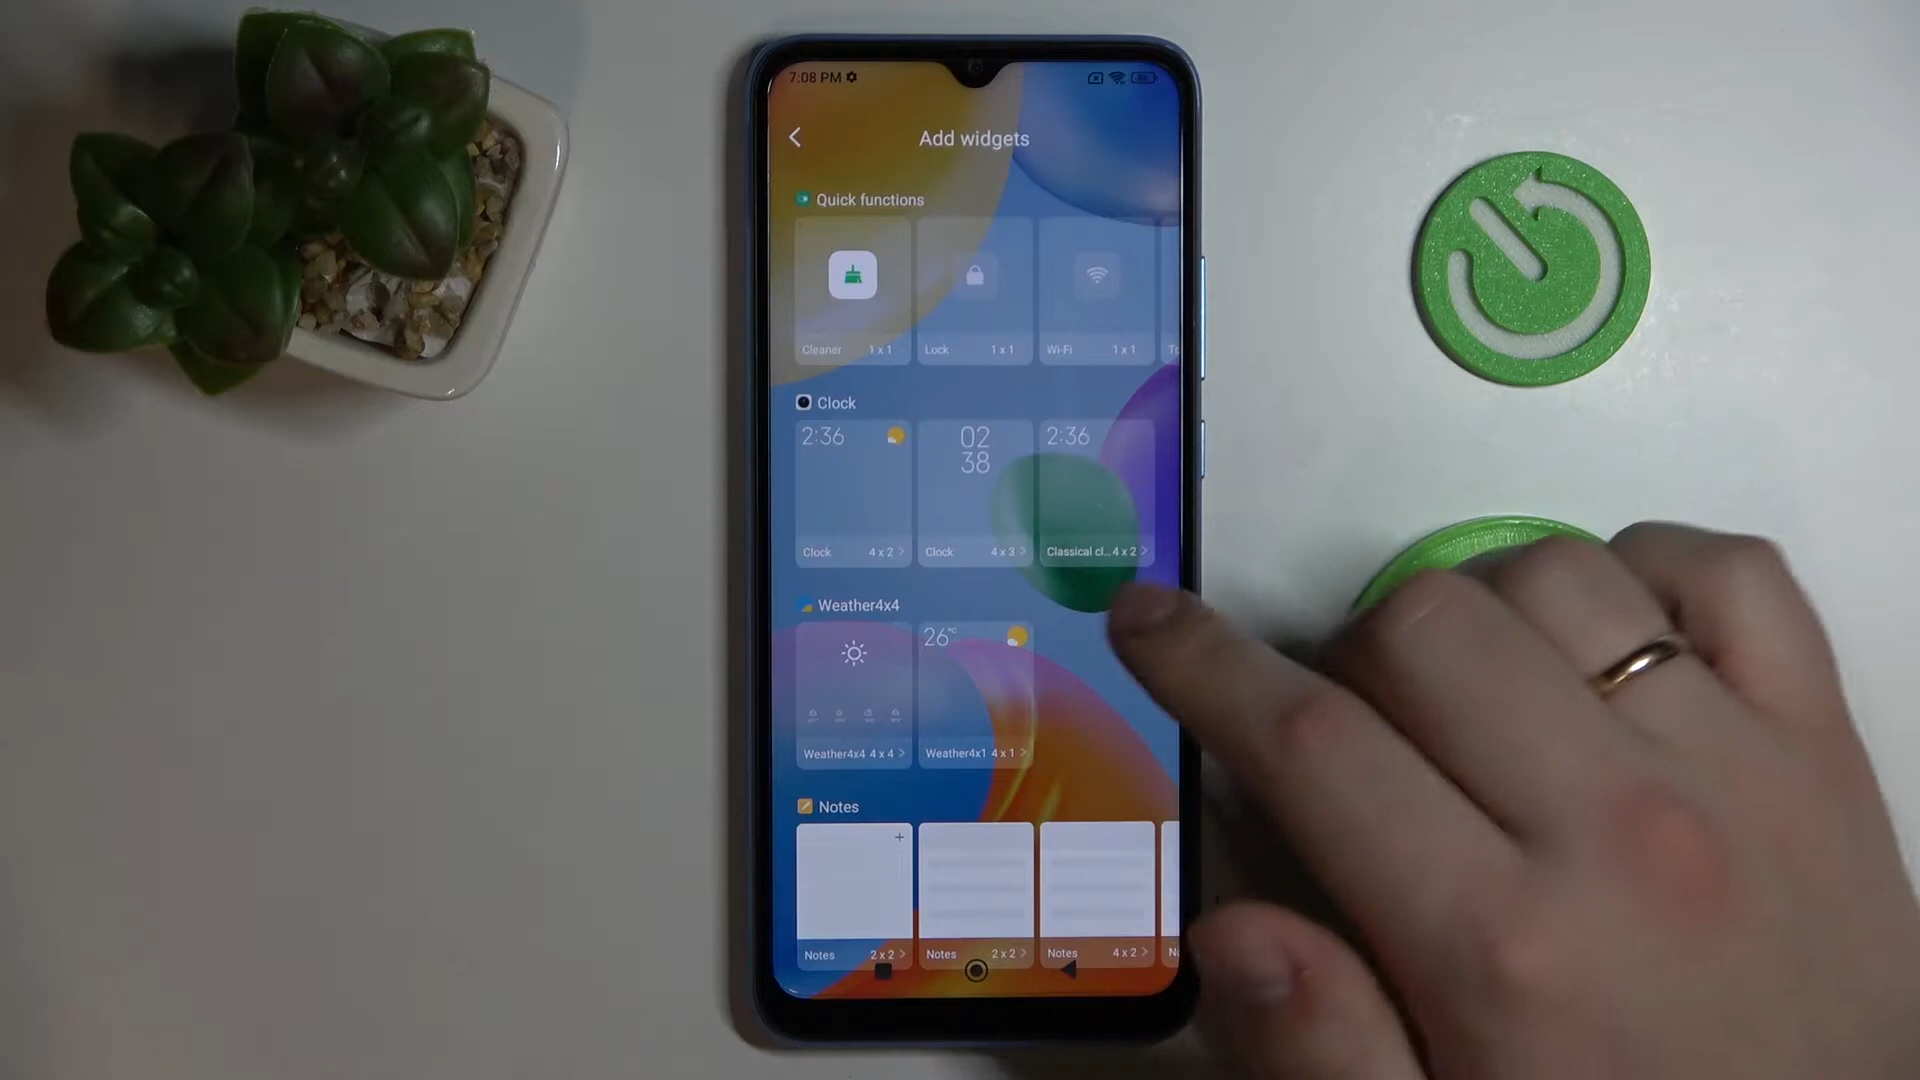 7:08 PM
Add widgets
Quick functions
Cleaner 1 x 1
Lock 1 x 1
Wi-Fi 1 x 1
Clock
2:36
02
38
2:36
Clock 4 x 2 >
Clock 4 x 3 >
Classical cl... 4 x 2 >
Weather4x4
26°C
Weather4x4 4 x 4 >
Weather4x1 4 x 1 >
Notes
Notes 2 x 2 >
Notes 2 x 2 >
Notes 4 x 2 >